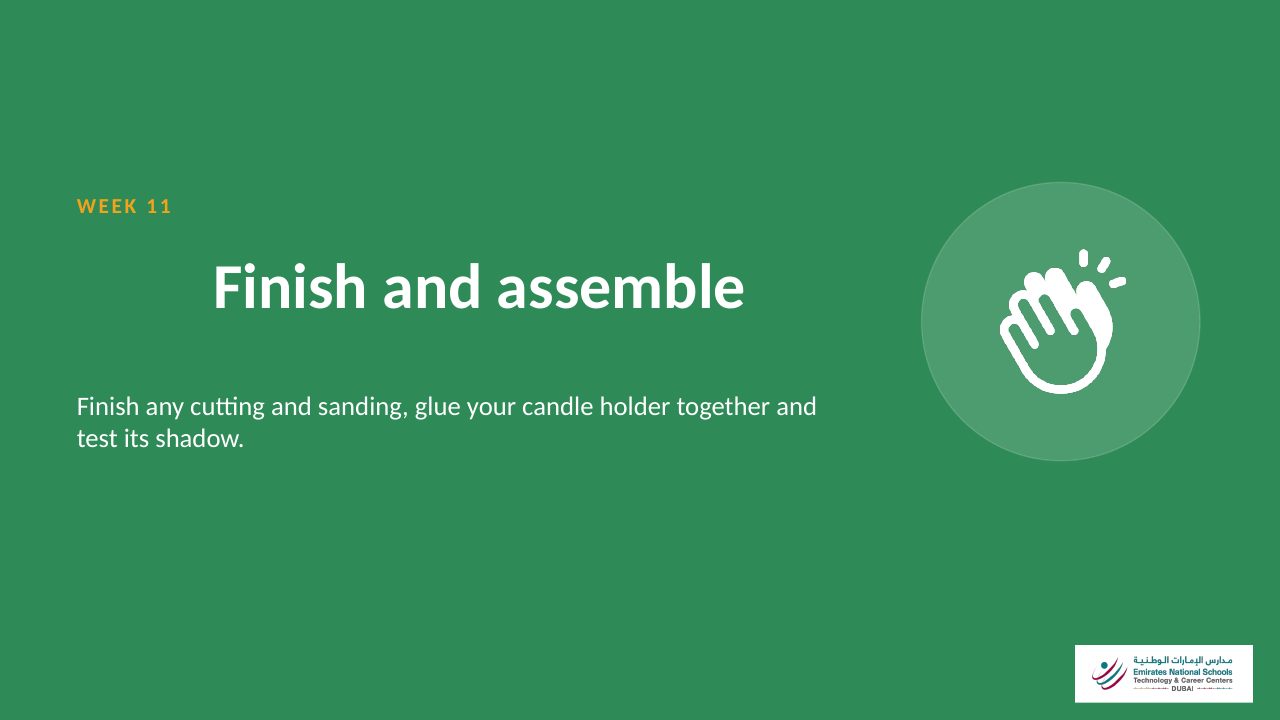 WEEK 11
Finish and assemble
Finish any cutting and sanding, glue your candle holder together and
test its shadow.
مدارس الإمارات الوطنية
Emirates National Schools
Technology & Career Centers
DUBAI